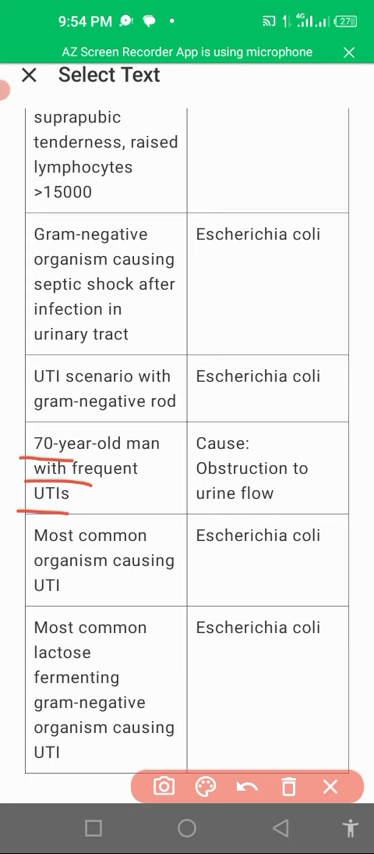 9:54 PM
4G
27
AZ Screen Recorder App is using microphone
Select Text
suprapubic
tenderness, raised
lymphocytes
>15000
Gram-negative
organism causing
septic shock after
infection in
urinary tract
Escherichia coli
UTI scenario with
gram-negative rod
Escherichia coli
70-year-old man
with frequent
UTIs
Cause:
Obstruction to
urine flow
Most common
organism causing
UTI
Escherichia coli
Most common
lactose
fermenting
gram-negative
organism causing
UTI
Escherichia coli